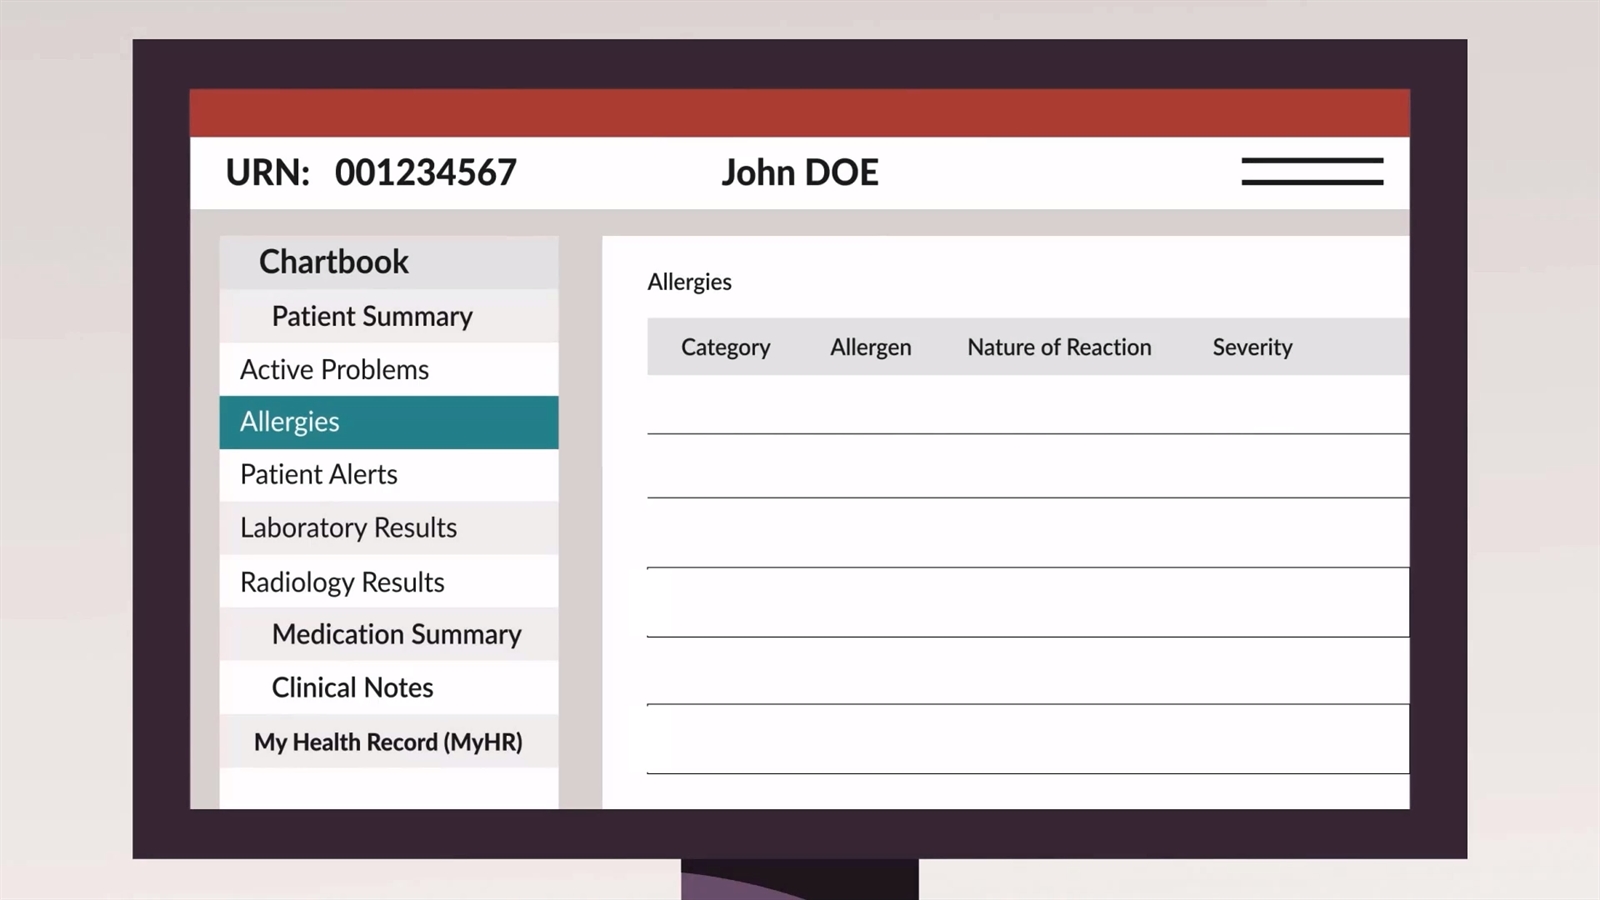 URN: 001234567 John DOE
Chartbook
Patient Summary
Active Problems
Allergies
Patient Alerts
Laboratory Results
Radiology Results
Medication Summary
Clinical Notes
My Health Record (MyHR)
Allergies
Category Allergen Nature of Reaction Severity